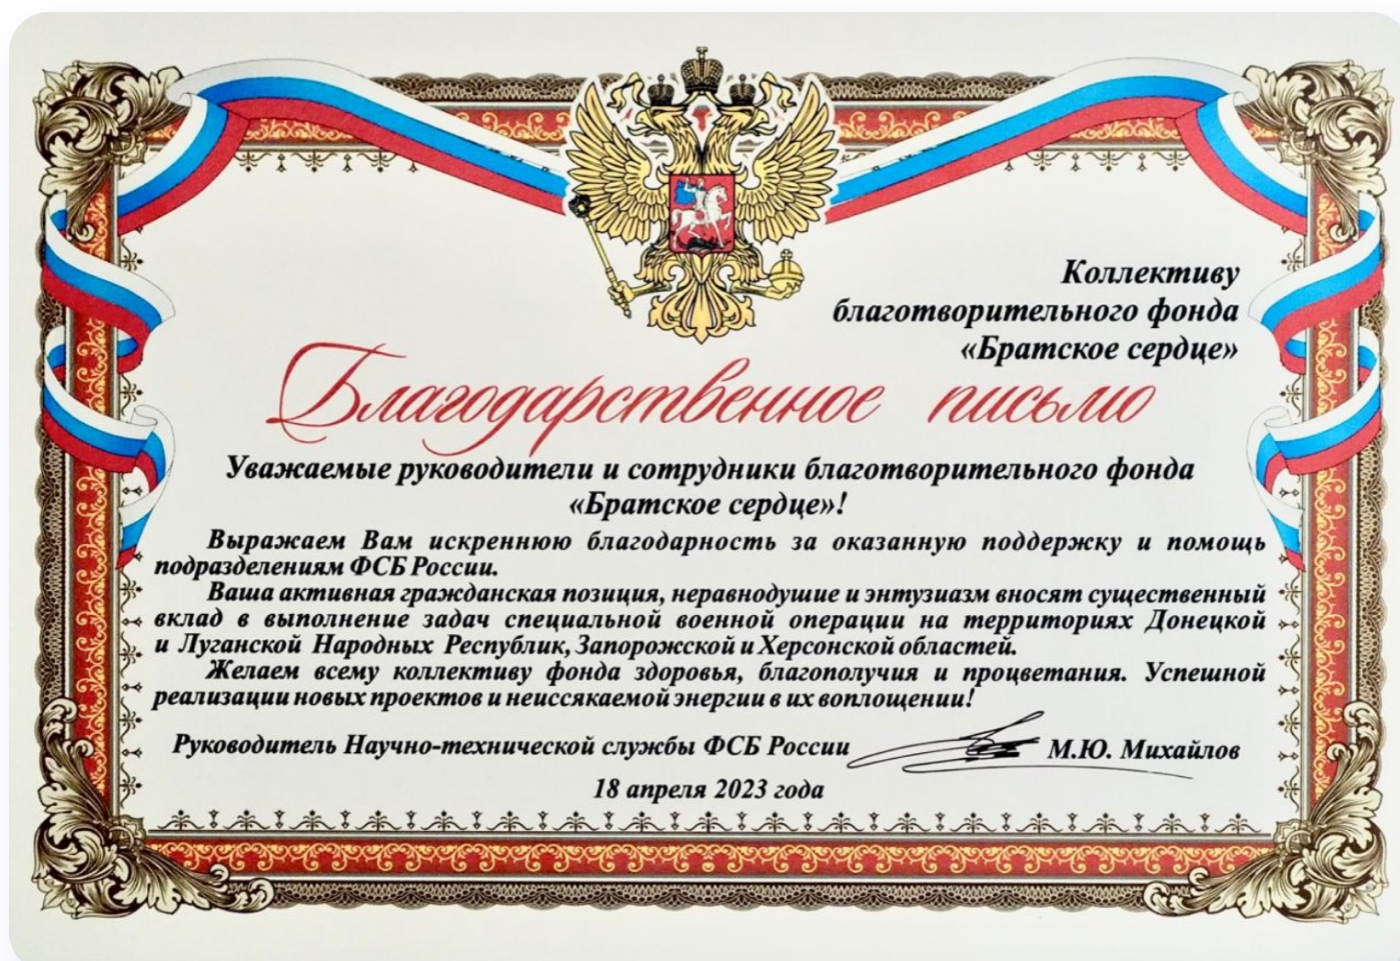 Коллективу
благотворительного фонда
«Братское сердце»
Благодарственное письмо
Уважаемые руководители и сотрудники благотворительного фонда
«Братское сердце»!
Выражаем Вам искреннюю благодарность за оказанную поддержку и помощь
подразделениям ФСБ России.
Ваша активная гражданская позиция, неравнодушие и энтузиазм вносят существенный
вклад в выполнение задач специальной военной операции на территориях Донецкой
и Луганской Народных Республик, Запорожской и Херсонской областей.
Желаем всему коллективу фонда здоровья, благополучия и процветания. Успешной
реализации новых проектов и неиссякаемой энергии в их воплощении!
Руководитель Научно-технической службы ФСБ России М.Ю. Михайлов
18 апреля 2023 года